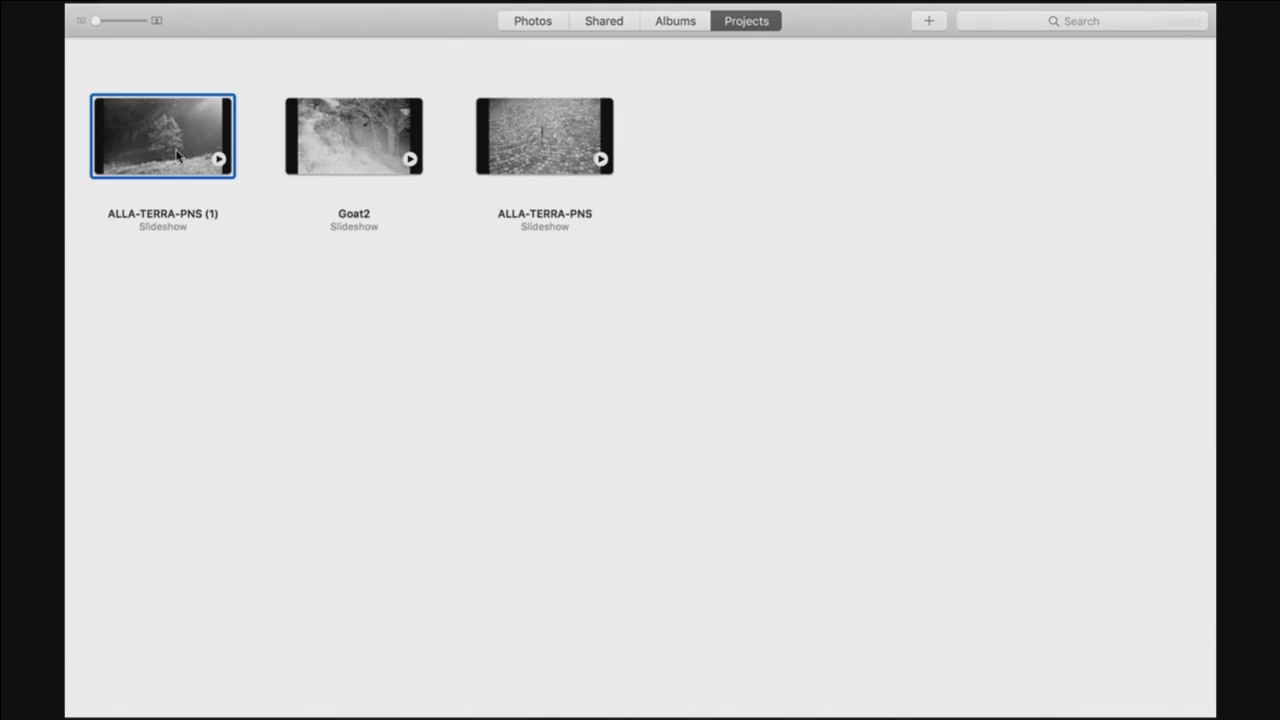 Photos Shared Albums Projects + Search
ALLA-TERRA-PNS (1) Goat2 ALLA-TERRA-PNS
Slideshow Slideshow Slideshow